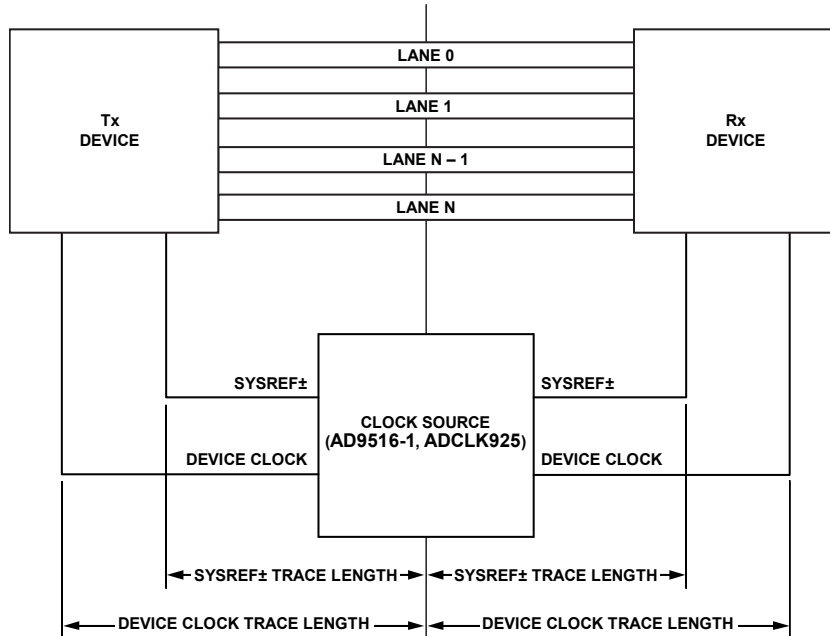 LANE 0
LANE 1
Tx
DEVICE
Rx
DEVICE
LANE N – 1
LANE N
SYSREF±
SYSREF±
CLOCK SOURCE
(AD9516-1, ADCLK925)
DEVICE CLOCK
DEVICE CLOCK
SYSREF± TRACE LENGTH
SYSREF± TRACE LENGTH
DEVICE CLOCK TRACE LENGTH
DEVICE CLOCK TRACE LENGTH